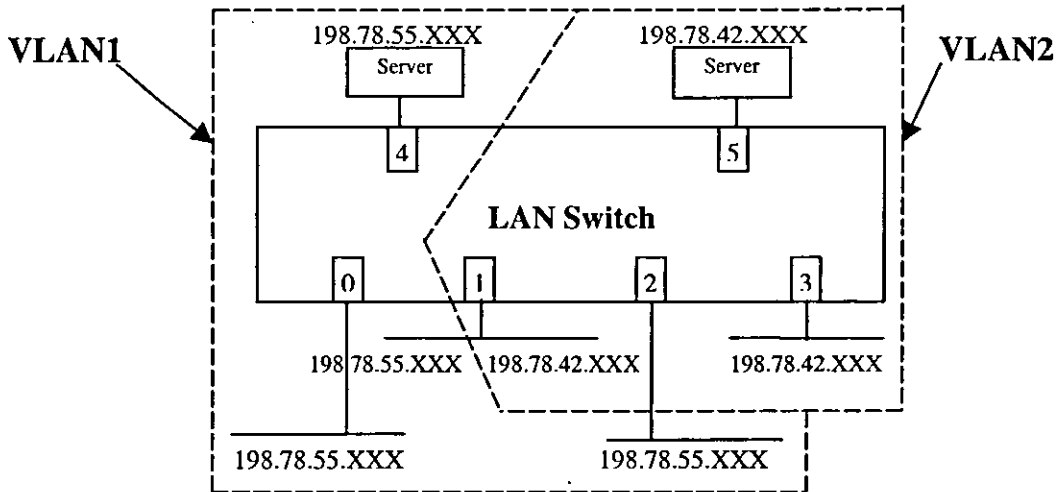 198.78.55.XXX 198.78.42.XXX
VLAN1 VLAN2
Server Server
4 5
LAN Switch
0 1 2 3
198.78.55.XXX 198.78.42.XXX 198.78.42.XXX
198.78.55.XXX 198.78.55.XXX